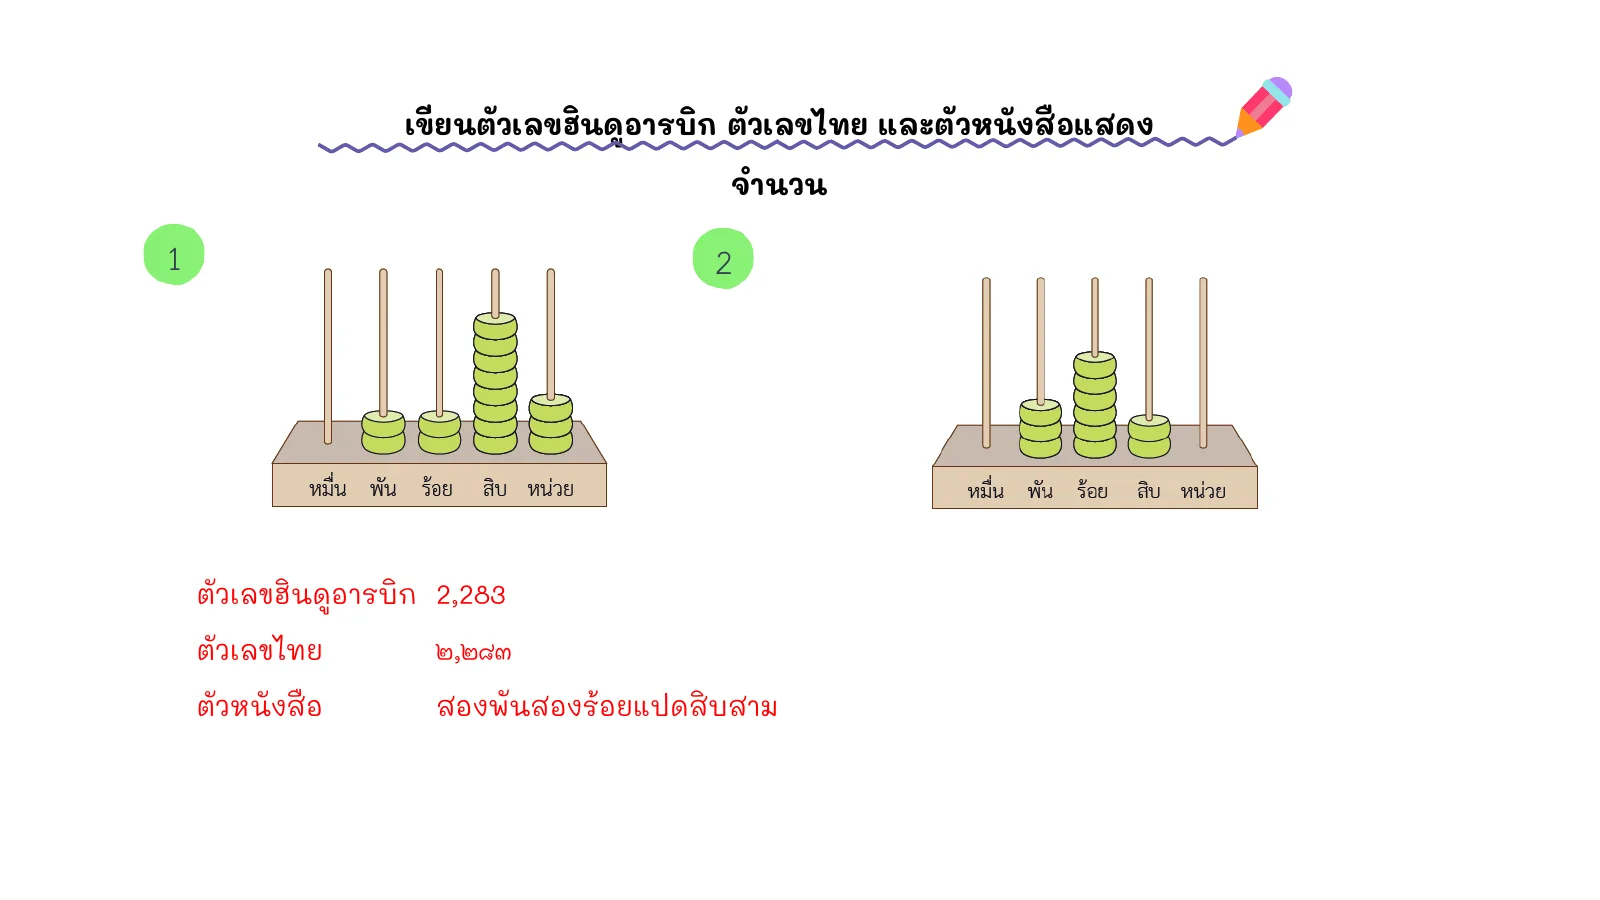 เขียนตัวเลขฮินดูอารบิก ตัวเลขไทย และตัวหนังสือแสดง
จำนวน
1
2
หมื่น พัน ร้อย สิบ หน่วย
หมื่น พัน ร้อย สิบ หน่วย
ตัวเลขฮินดูอารบิก 2,283
ตัวเลขไทย ๒,๒๘๓
ตัวหนังสือ สองพันสองร้อยแปดสิบสาม